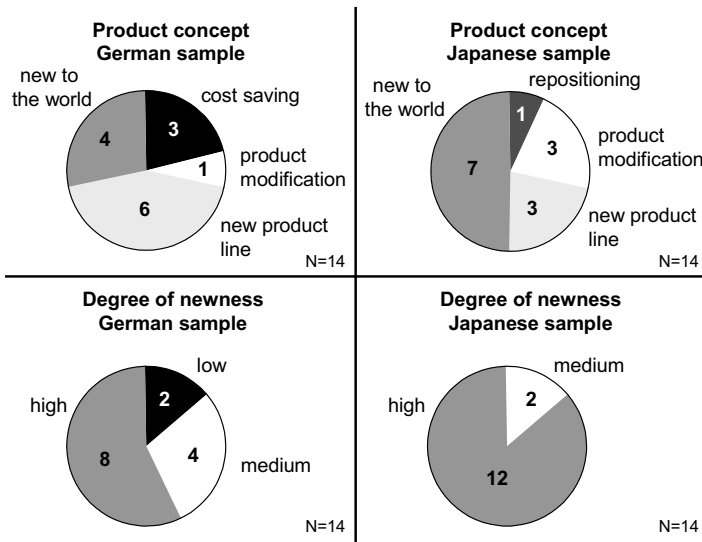 Product concept
German sample
new to
the world
cost saving
4
3
product
modification
1
6
new product
line
N=14
Product concept
Japanese sample
new to
the world
repositioning
1
product
modification
3
7
3
new product
line
N=14
Degree of newness
German sample
low
high
2
8
4
medium
N=14
Degree of newness
Japanese sample
medium
high
2
12
N=14